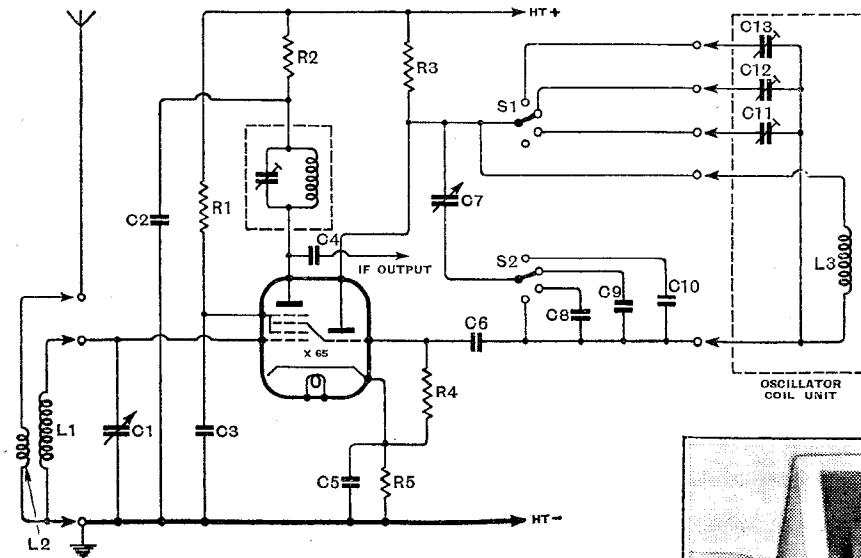 HT+
C13
R2
R3
C12
S1
C11
C2
R1
C7
C4
IF OUTPUT
S2
C10
C9
C8
L3
X 65
C6
OSCILLATOR
COIL UNIT
R4
L1
C1
C3
C5
R5
L2
HT−